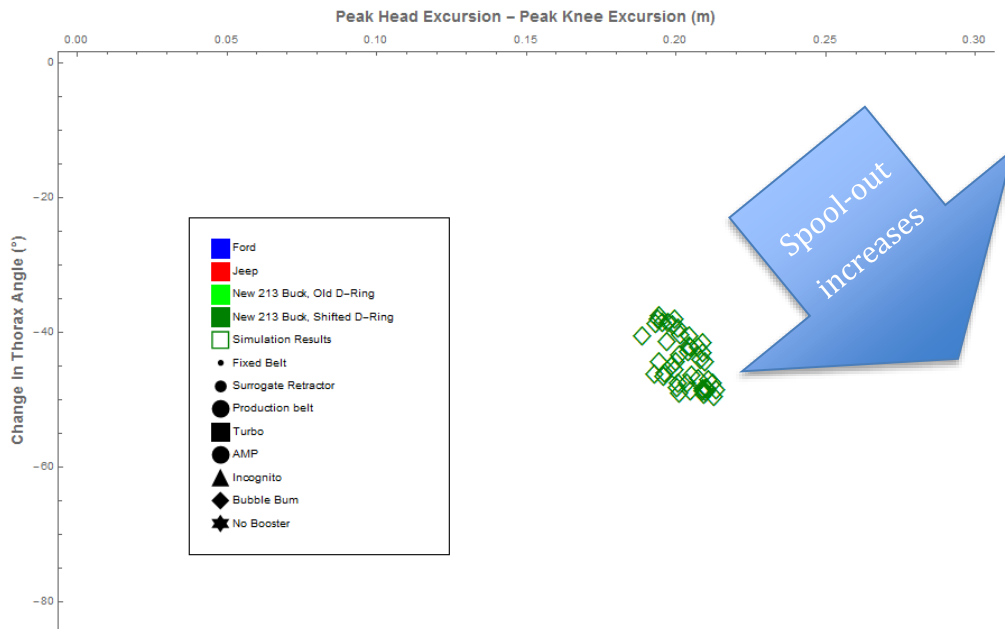 Peak Head Excursion – Peak Knee Excursion (m)
0.00 0.05 0.10 0.15 0.20 0.25 0.30
0
−20
−40
−60
−80
Change In Thorax Angle (°)
Spool-out
increases
Ford
Jeep
New 213 Buck, Old D–Ring
New 213 Buck, Shifted D–Ring
Simulation Results
Fixed Belt
Surrogate Retractor
Production belt
Turbo
AMP
Incognito
Bubble Bum
No Booster